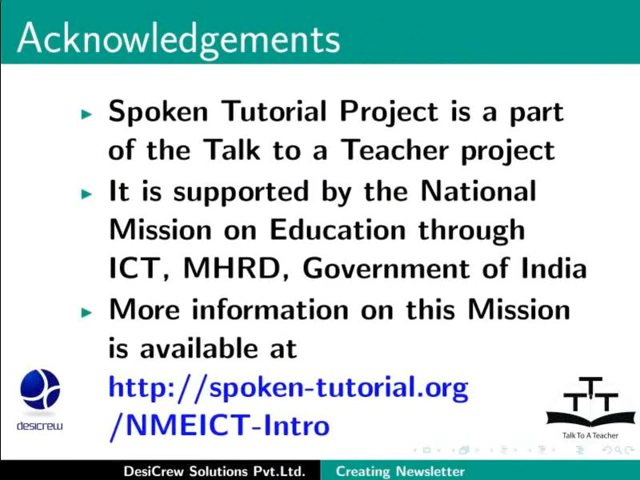 Acknowledgements
Spoken Tutorial Project is a part
of the Talk to a Teacher project
It is supported by the National
Mission on Education through
ICT, MHRD, Government of India
More information on this Mission
is available at
http://spoken-tutorial.org
/NMEICT-Intro
desicrew
TTT
Talk To A Teacher
DesiCrew Solutions Pvt.Ltd.
Creating Newsletter